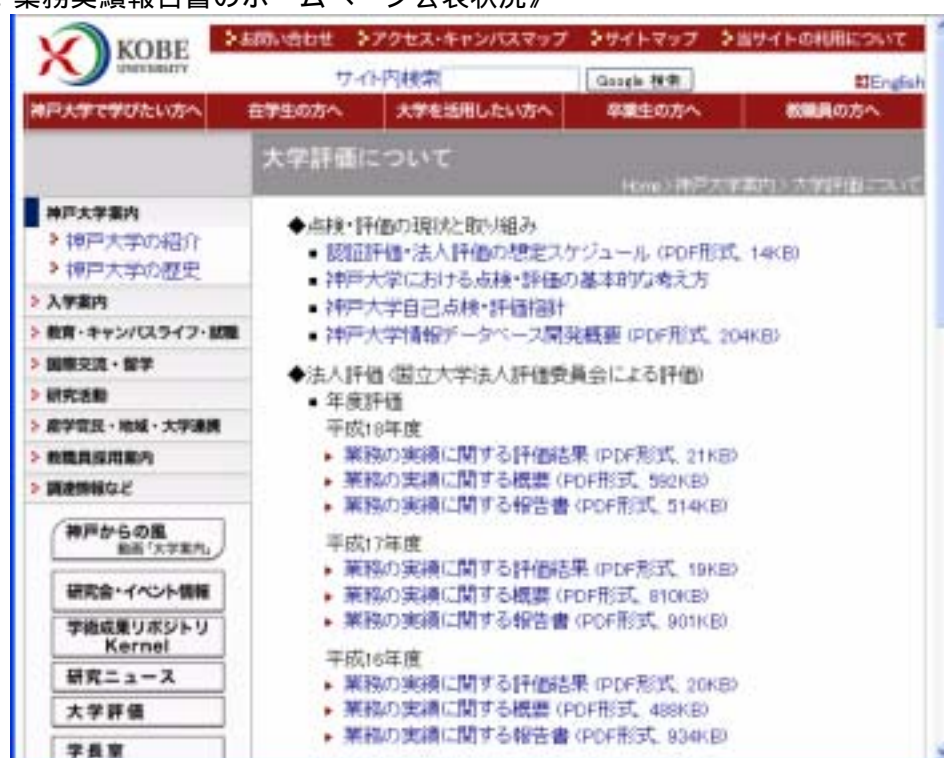 業務実績報告書のホームページ公表状況》
KOBE
UNIVERSITY
お問い合わせ アクセス・キャンパスマップ サイトマップ 当サイトの利用について
サイト内検索 Google 検索 English
神戸大学で学びたい方へ 在学生の方へ 大学を活用したい方へ 卒業生の方へ 教職員の方へ
大学評価について
Home > 神戸大学案内 > 大学評価について
神戸大学案内
神戸大学の紹介
神戸大学の歴史
入学案内
教育・キャンパスライフ・就職
国際交流・留学
研究活動
産学官民・地域・大学連携
教職員採用案内
調達情報など
神戸からの風
動画「大学案内」
研究会・イベント情報
学術成果リポジトリ
Kernel
研究ニュース
大学評価
学長室
◆点検・評価の現状と取り組み
■ 認証評価・法人評価の想定スケジュール (PDF形式、14KB)
■ 神戸大学における点検・評価の基本的な考え方
■ 神戸大学自己点検・評価指針
■ 神戸大学情報データベース開発概要 (PDF形式、204KB)
◆法人評価 (国立大学法人評価委員会による評価)
■ 年度評価
平成18年度
業務の実績に関する評価結果 (PDF形式、21KB)
業務の実績に関する概要 (PDF形式、592KB)
業務の実績に関する報告書 (PDF形式、514KB)
平成17年度
業務の実績に関する評価結果 (PDF形式、19KB)
業務の実績に関する概要 (PDF形式、810KB)
業務の実績に関する報告書 (PDF形式、901KB)
平成16年度
業務の実績に関する評価結果 (PDF形式、20KB)
業務の実績に関する概要 (PDF形式、488KB)
業務の実績に関する報告書 (PDF形式、934KB)